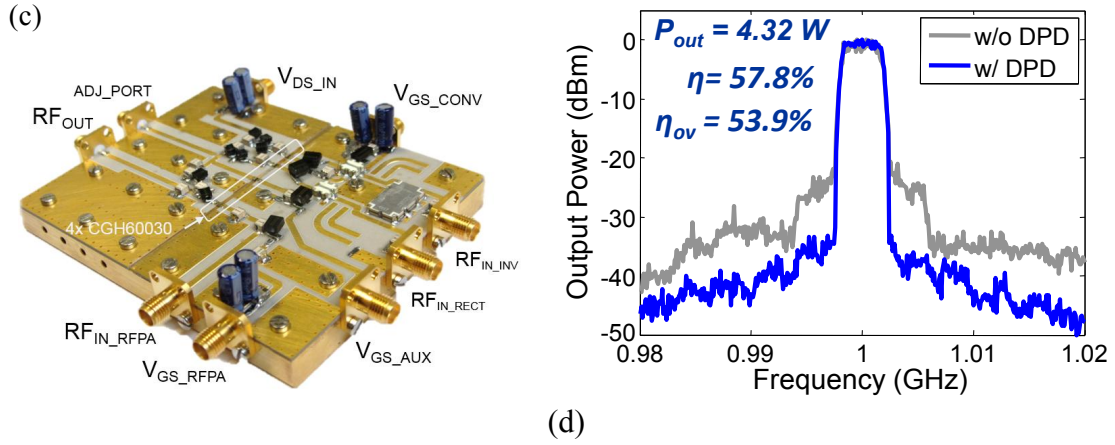 (c)
V_DS_IN
V_GS_CONV
ADJ_PORT
RF_OUT
4x CGH60030
RF_IN_INV
RF_IN_RECT
RF_IN_RFPA
V_GS_AUX
V_GS_RFPA
P_out = 4.32 W
η= 57.8%
η_ov = 53.9%
w/o DPD
w/ DPD
Output Power (dBm)
0
-10
-20
-30
-40
-50
0.98 0.99 1 1.01 1.02
Frequency (GHz)
(d)